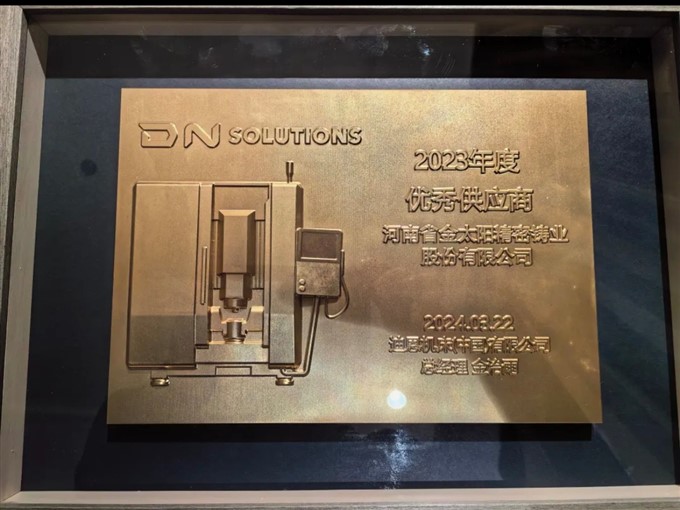 DN SOLUTIONS
2023年度
优秀供应商
河南省金太阳精密铸业
股份有限公司
2024.03.22
迪恩机床(中国)有限公司
总经理 金治